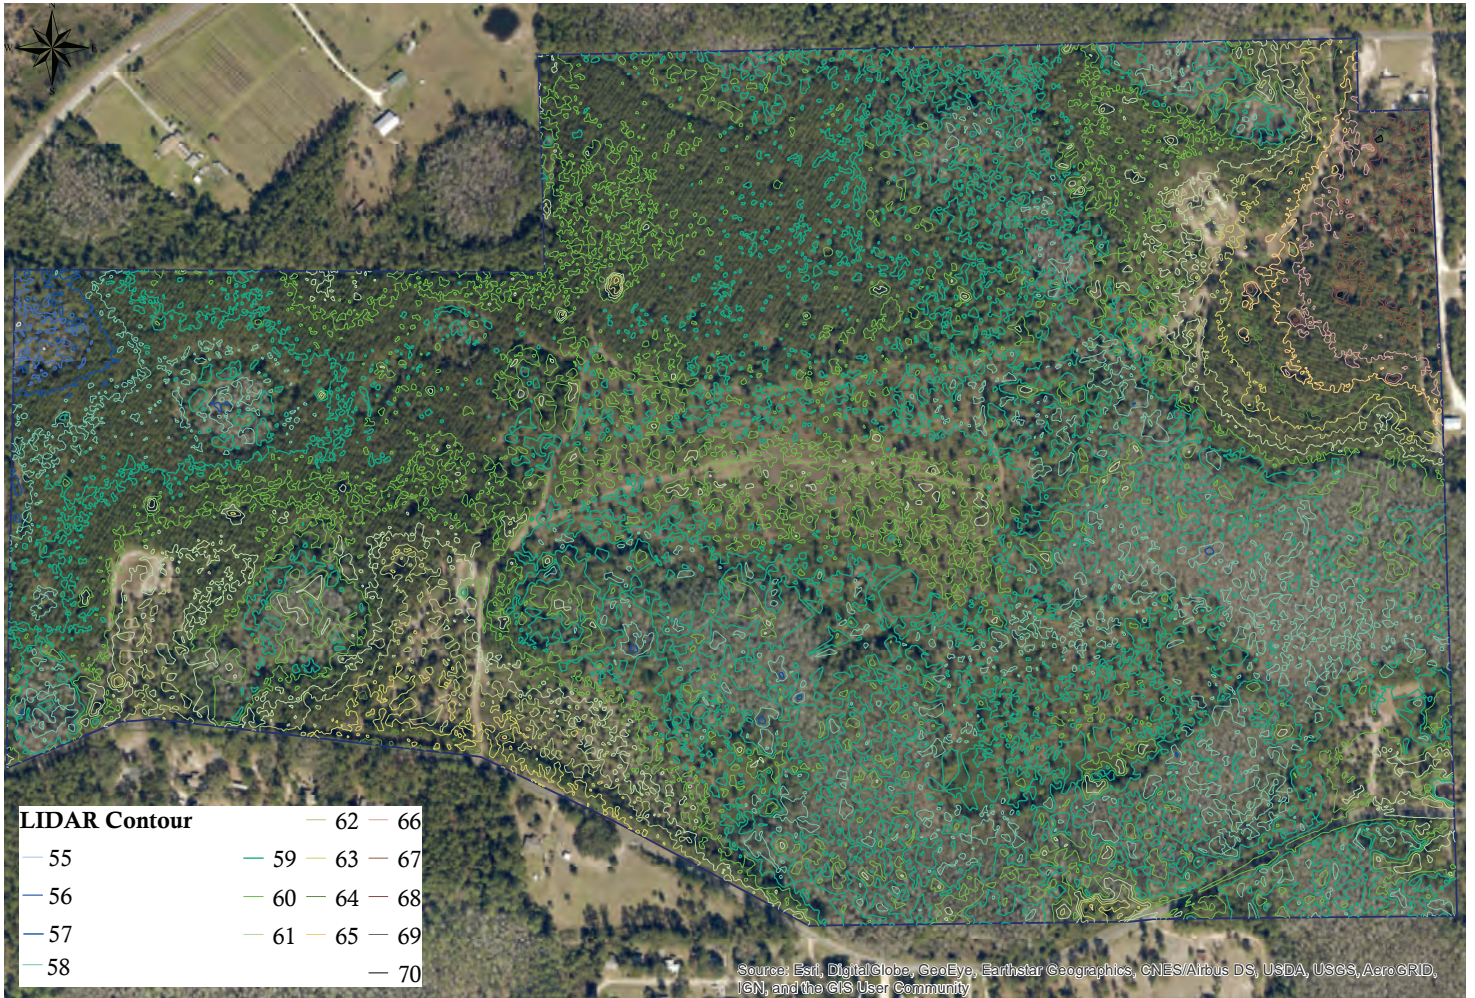 N
W
E
S
LIDAR Contour
55
56
57
58
59
60
61
62
63
64
65
66
67
68
69
70
Source: Esri, DigitalGlobe, GeoEye, Earthstar Geographics, CNES/Airbus DS, USDA, USGS, AeroGRID,
IGN, and the GIS User Community